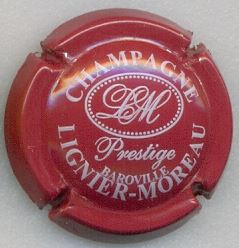 CHAMPAGNE
LM
Prestige
BAROVILLE
LIGNIER-MOREAU